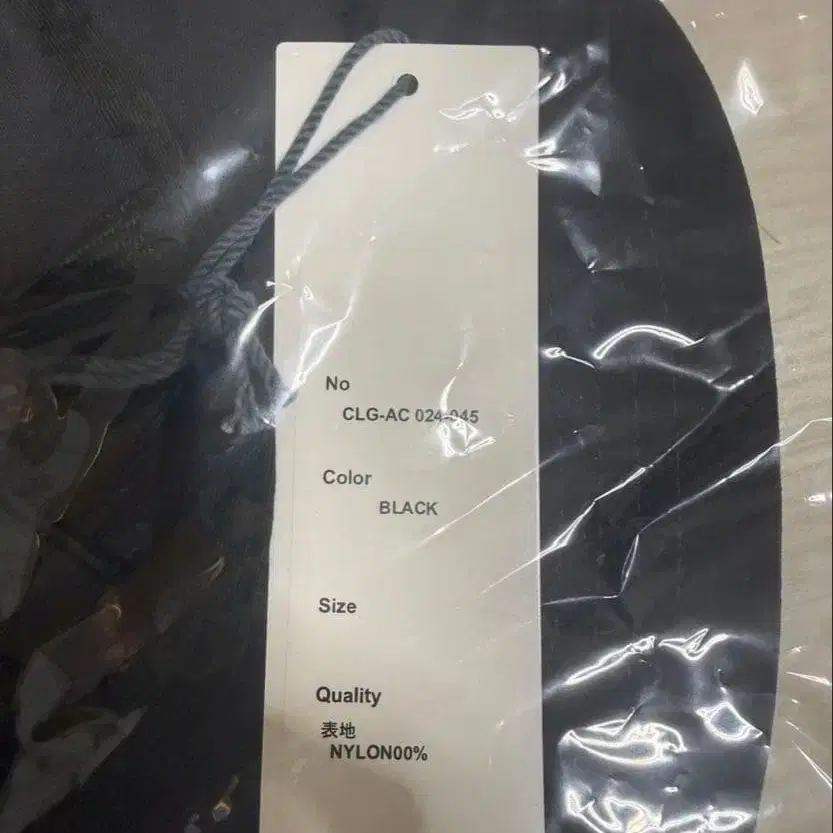 No
CLG-AC 024-045
Color
BLACK
Size
Quality
表地
NYLON00%